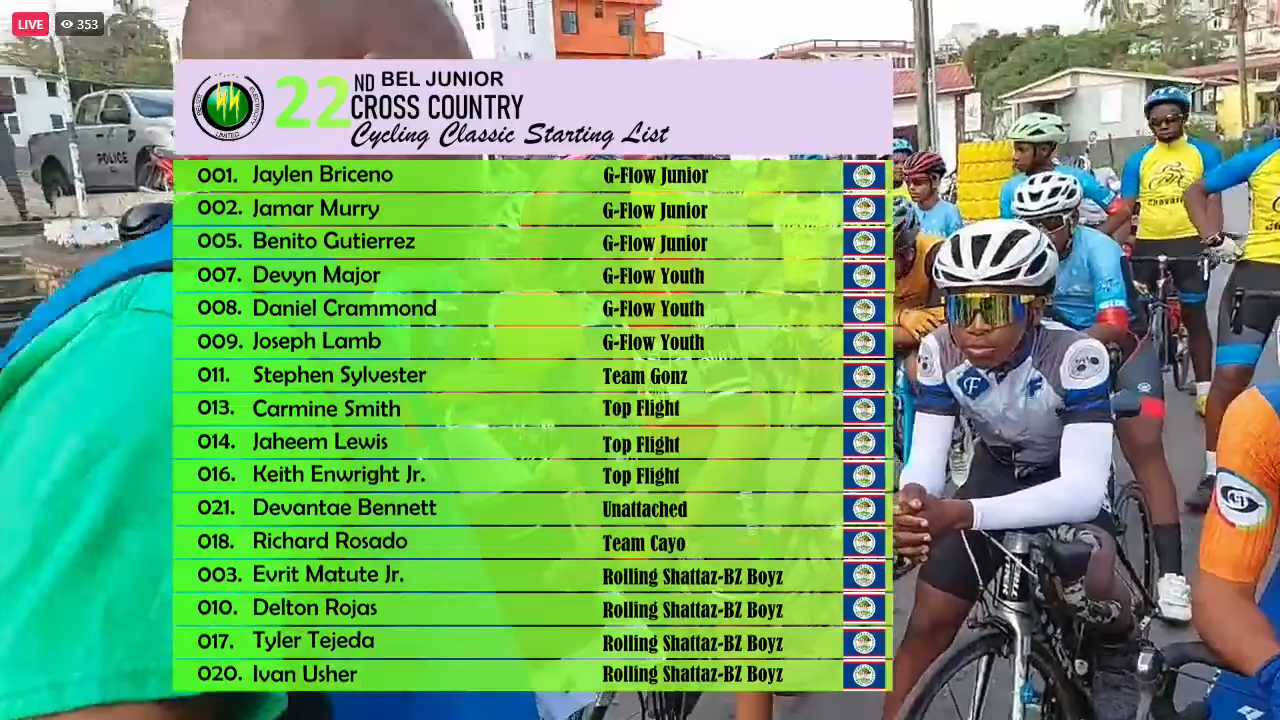 LIVE 353
POLICE
BELIZE ELECTRICITY LIMITED
22ND BEL JUNIOR
CROSS COUNTRY
Cycling Classic Starting List
001. Jaylen Briceno G-Flow Junior
002. Jamar Murry G-Flow Junior
005. Benito Gutierrez G-Flow Junior
007. Devyn Major G-Flow Youth
008. Daniel Crammond G-Flow Youth
009. Joseph Lamb G-Flow Youth
011. Stephen Sylvester Team Gonz
013. Carmine Smith Top Flight
014. Jaheem Lewis Top Flight
016. Keith Enwright Jr. Top Flight
021. Devantae Bennett Unattached
018. Richard Rosado Team Cayo
003. Evrit Matute Jr. Rolling Shattaz-BZ Boyz
010. Delton Rojas Rolling Shattaz-BZ Boyz
017. Tyler Tejeda Rolling Shattaz-BZ Boyz
020. Ivan Usher Rolling Shattaz-BZ Boyz